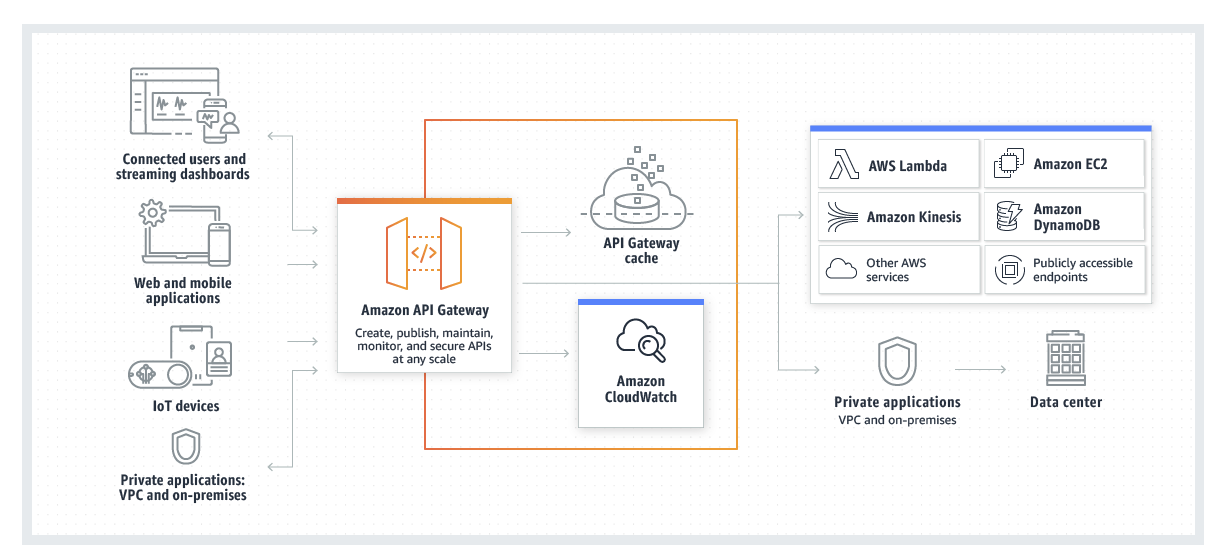 Connected users and
streaming dashboards
Web and mobile
applications
IoT devices
Private applications:
VPC and on-premises
</>
Amazon API Gateway
Create, publish, maintain,
monitor, and secure APIs
at any scale
API Gateway
cache
Amazon
CloudWatch
AWS Lambda
Amazon EC2
Amazon Kinesis
Amazon
DynamoDB
Other AWS
services
Publicly accessible
endpoints
Private applications
VPC and on-premises
Data center